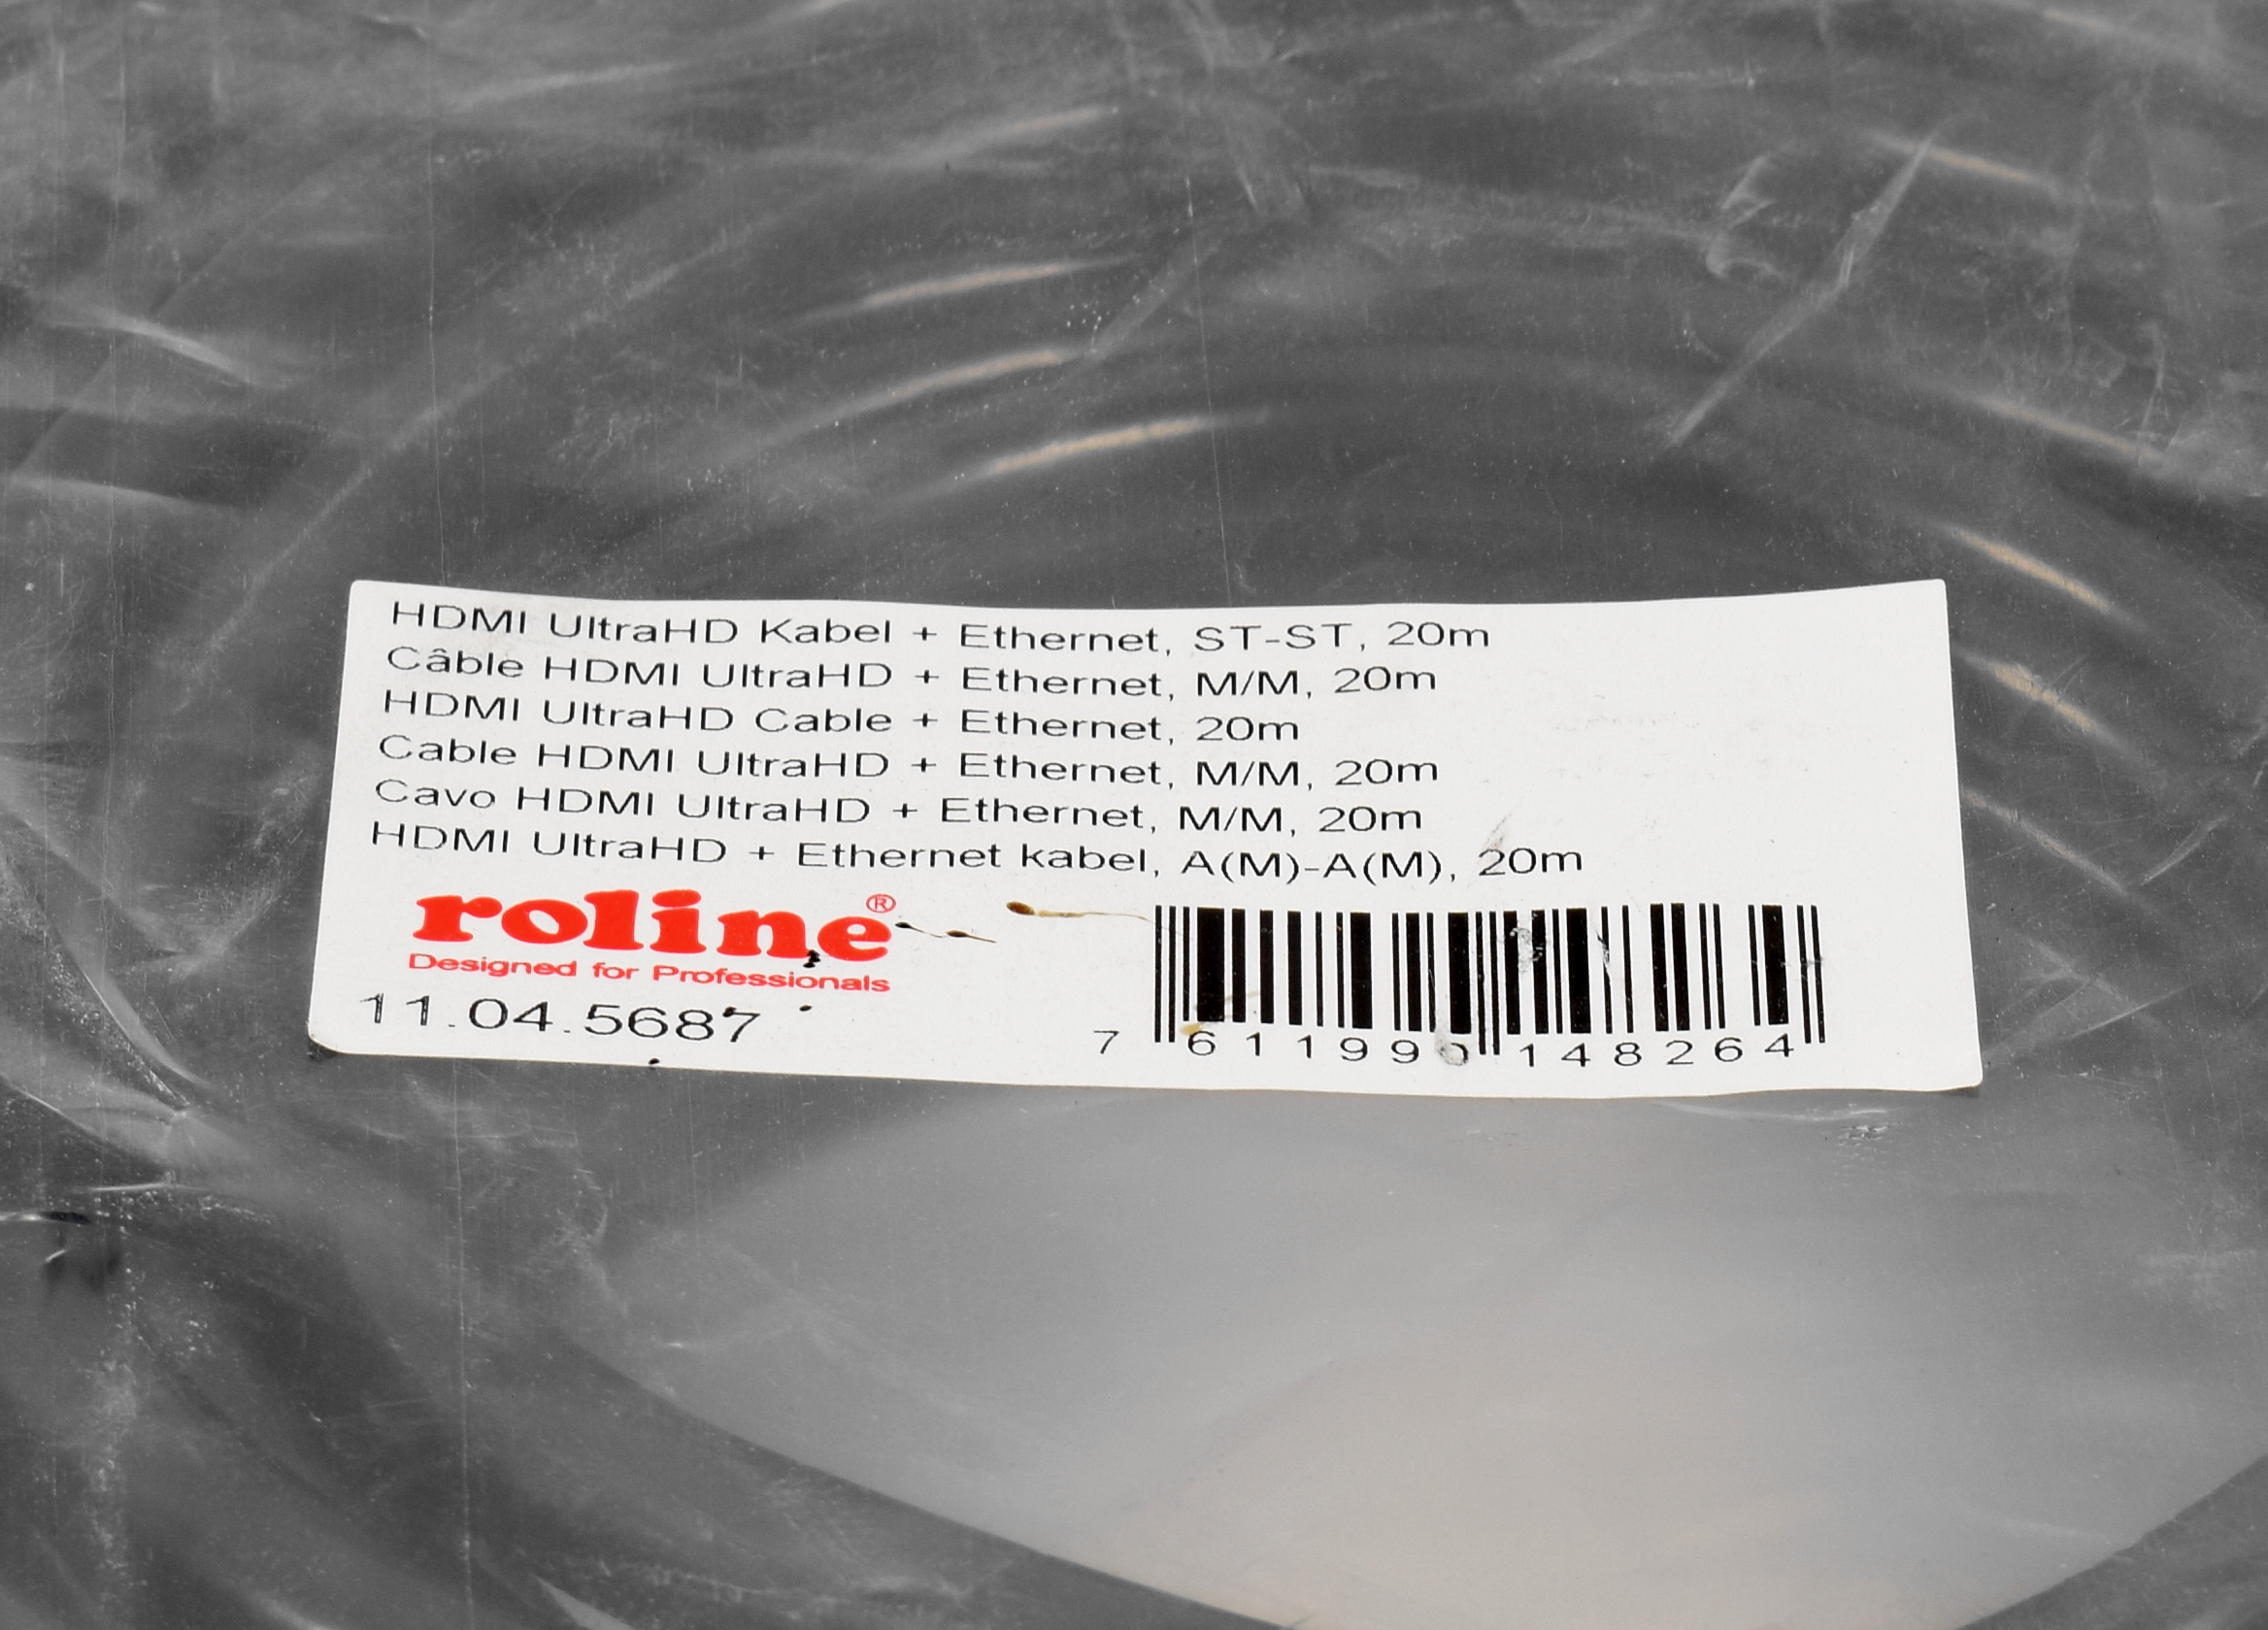 HDMI UltraHD Kabel + Ethernet, ST-ST, 20m
Câble HDMI UltraHD + Ethernet, M/M, 20m
HDMI UltraHD Cable + Ethernet, 20m
Cable HDMI UltraHD + Ethernet, M/M, 20m
Cavo HDMI UltraHD + Ethernet, M/M, 20m
HDMI UltraHD + Ethernet kabel, A(M)-A(M), 20m
roline®
Designed for Professionals
11.04.5687
7 611990 148264